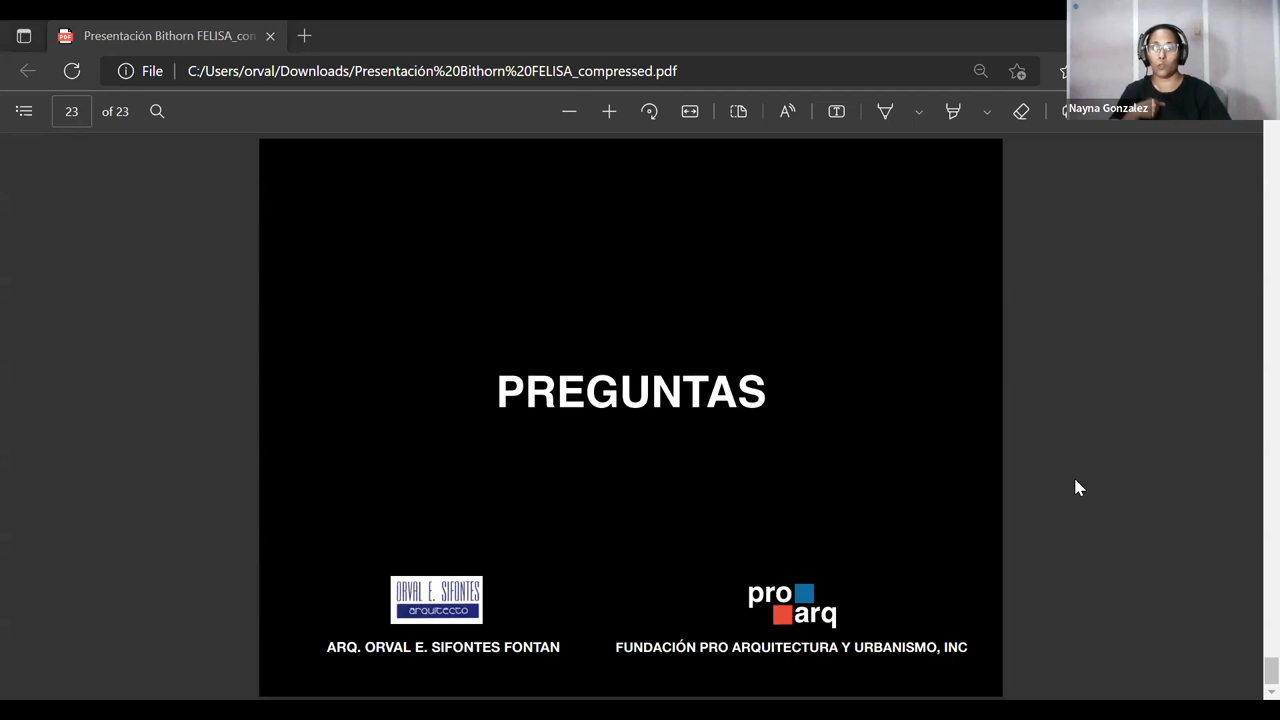 Presentación Bithorn FELISA_con
File
C:/Users/orval/Downloads/Presentación%20Bithorn%20FELISA_compressed.pdf
23 of 23
Nayna Gonzalez
PREGUNTAS
ORVAL E. SIFONTES
arquitecto
pro
arq
ARQ. ORVAL E. SIFONTES FONTAN
FUNDACIÓN PRO ARQUITECTURA Y URBANISMO, INC